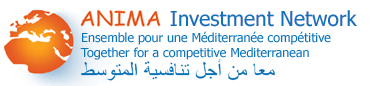 ANIMA Investment Network
Ensemble pour une Méditerranée compétitive
Together for a competitive Mediterranean
معا من أجل تنافسية المتوسط